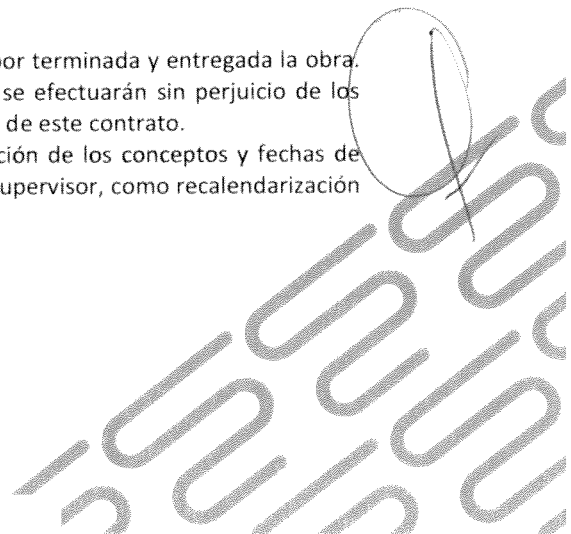 por terminada y entregada la obra.
se efectuarán sin perjuicio de los
de este contrato.
ción de los conceptos y fechas de
upervisor, como recalendarización